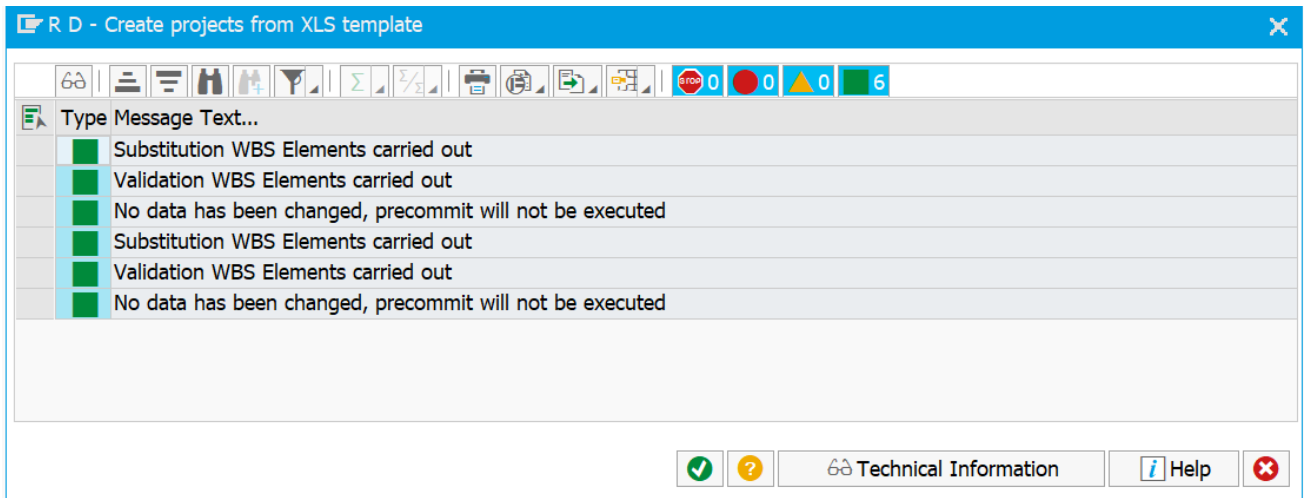 R D - Create projects from XLS template
STOP 0 0 0 6
Type Message Text...
Substitution WBS Elements carried out
Validation WBS Elements carried out
No data has been changed, precommit will not be executed
Substitution WBS Elements carried out
Validation WBS Elements carried out
No data has been changed, precommit will not be executed
Technical Information
Help